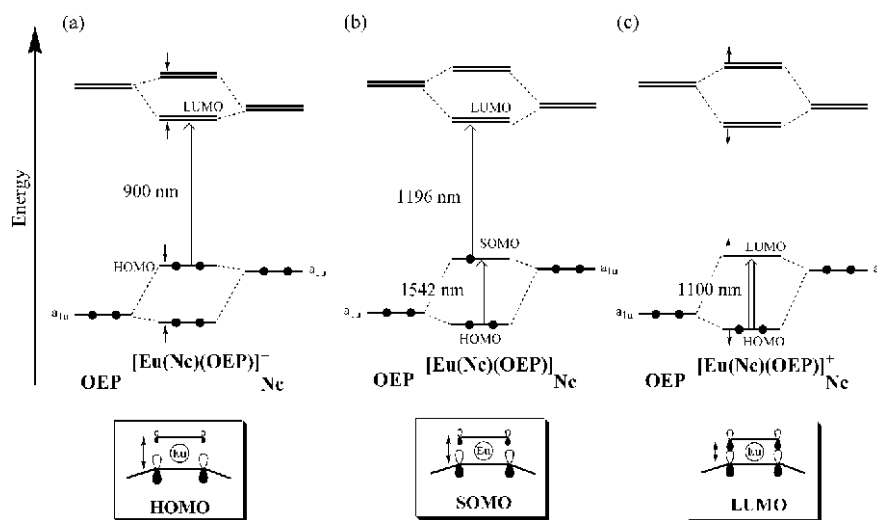 (a)
(b)
(c)
Energy
LUMO
900 nm
HOMO
a1u
[Eu(Nc)(OEP)]⁻
OEP
Nc
LUMO
1196 nm
SOMO
1542 nm
a1u
HOMO
[Eu(Nc)(OEP)]
OEP
Nc
LUMO
1100 nm
a1u
a
HOMO
[Eu(Nc)(OEP)]⁺
OEP
Nc
Eu
HOMO
Eu
SOMO
Eu
LUMO